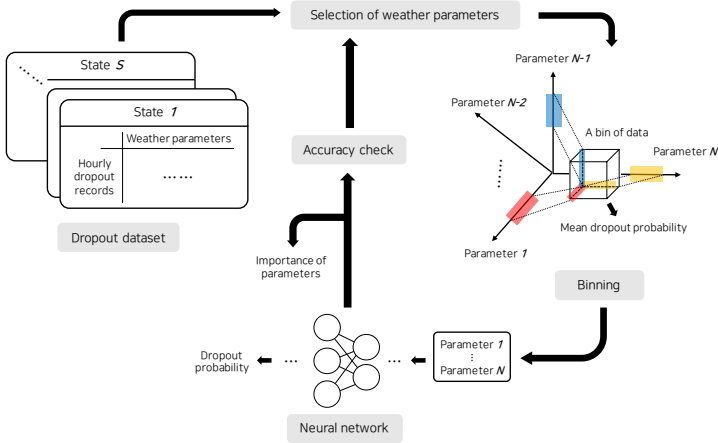 Selection of weather parameters
State S
State 1
Weather parameters
Hourly
dropout
records
... ...
Dropout dataset
Accuracy check
Importance of
parameters
Parameter N-1
Parameter N-2
A bin of data
Parameter N
Mean dropout probability
Parameter 1
Binning
Dropout
probability
...
...
Parameter 1
⋮
Parameter N
Neural network